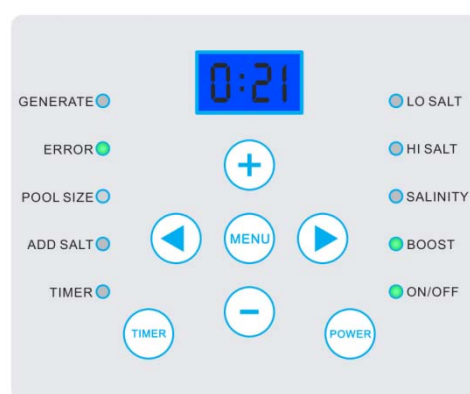 0:21
GENERATE
LO SALT
ERROR
HI SALT
POOL SIZE
SALINITY
ADD SALT
MENU
BOOST
TIMER
ON/OFF
TIMER
POWER